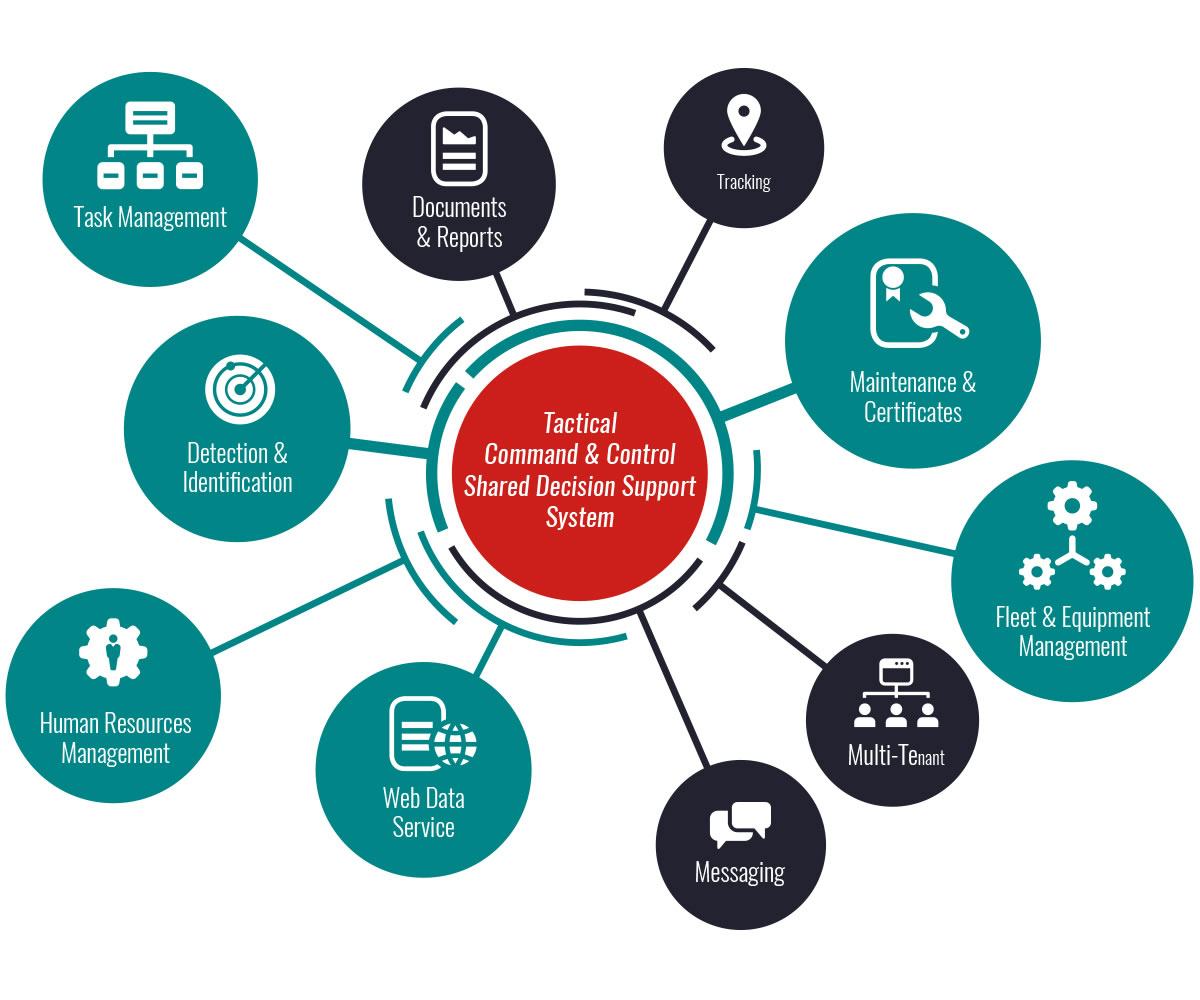 Task Management
Documents
& Reports
Tracking
Maintenance &
Certificates
Detection &
Identification
Tactical
Command & Control
Shared Decision Support
System
Fleet & Equipment
Management
Human Resources
Management
Web Data
Service
Multi-Tenant
Messaging